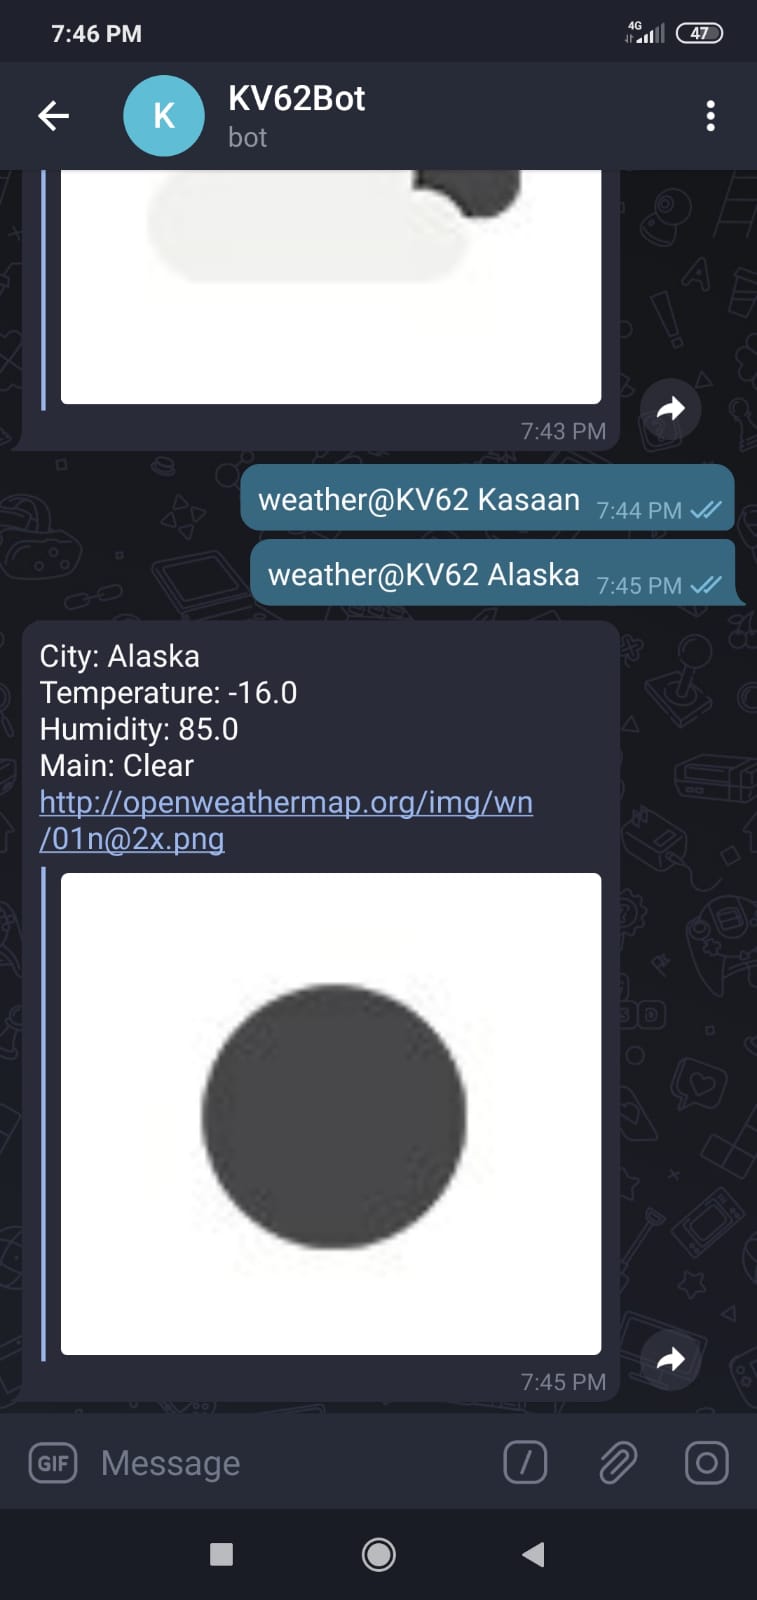 7:46 PM
4G
47
K
KV62Bot
bot
7:43 PM
weather@KV62 Kasaan 7:44 PM
weather@KV62 Alaska 7:45 PM
City: Alaska
Temperature: -16.0
Humidity: 85.0
Main: Clear
http://openweathermap.org/img/wn
/01n@2x.png
7:45 PM
GIF Message